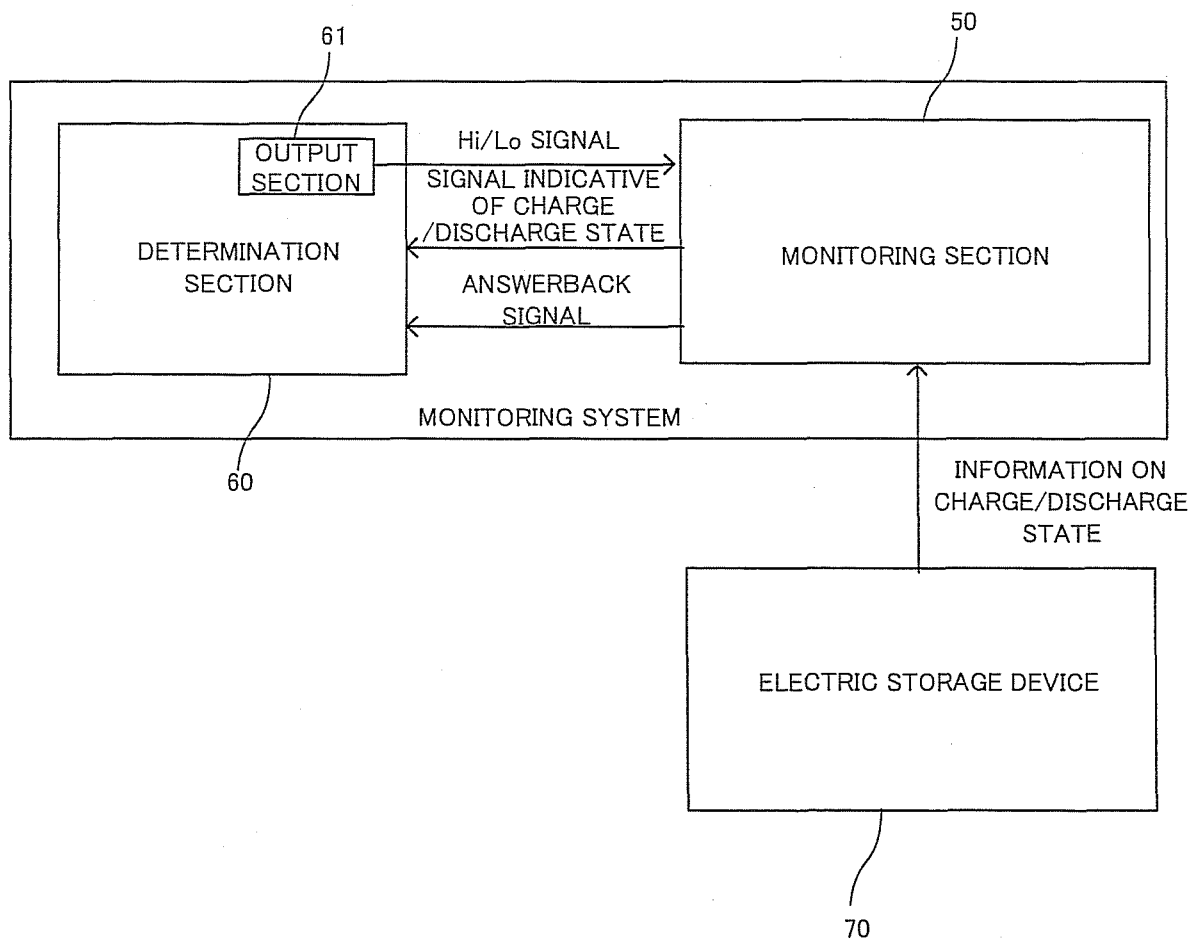 61
50
OUTPUT
SECTION
Hi/Lo SIGNAL
SIGNAL INDICATIVE
OF CHARGE
/DISCHARGE STATE
DETERMINATION
SECTION
MONITORING SECTION
ANSWERBACK
SIGNAL
MONITORING SYSTEM
60
INFORMATION ON
CHARGE/DISCHARGE
STATE
ELECTRIC STORAGE DEVICE
70